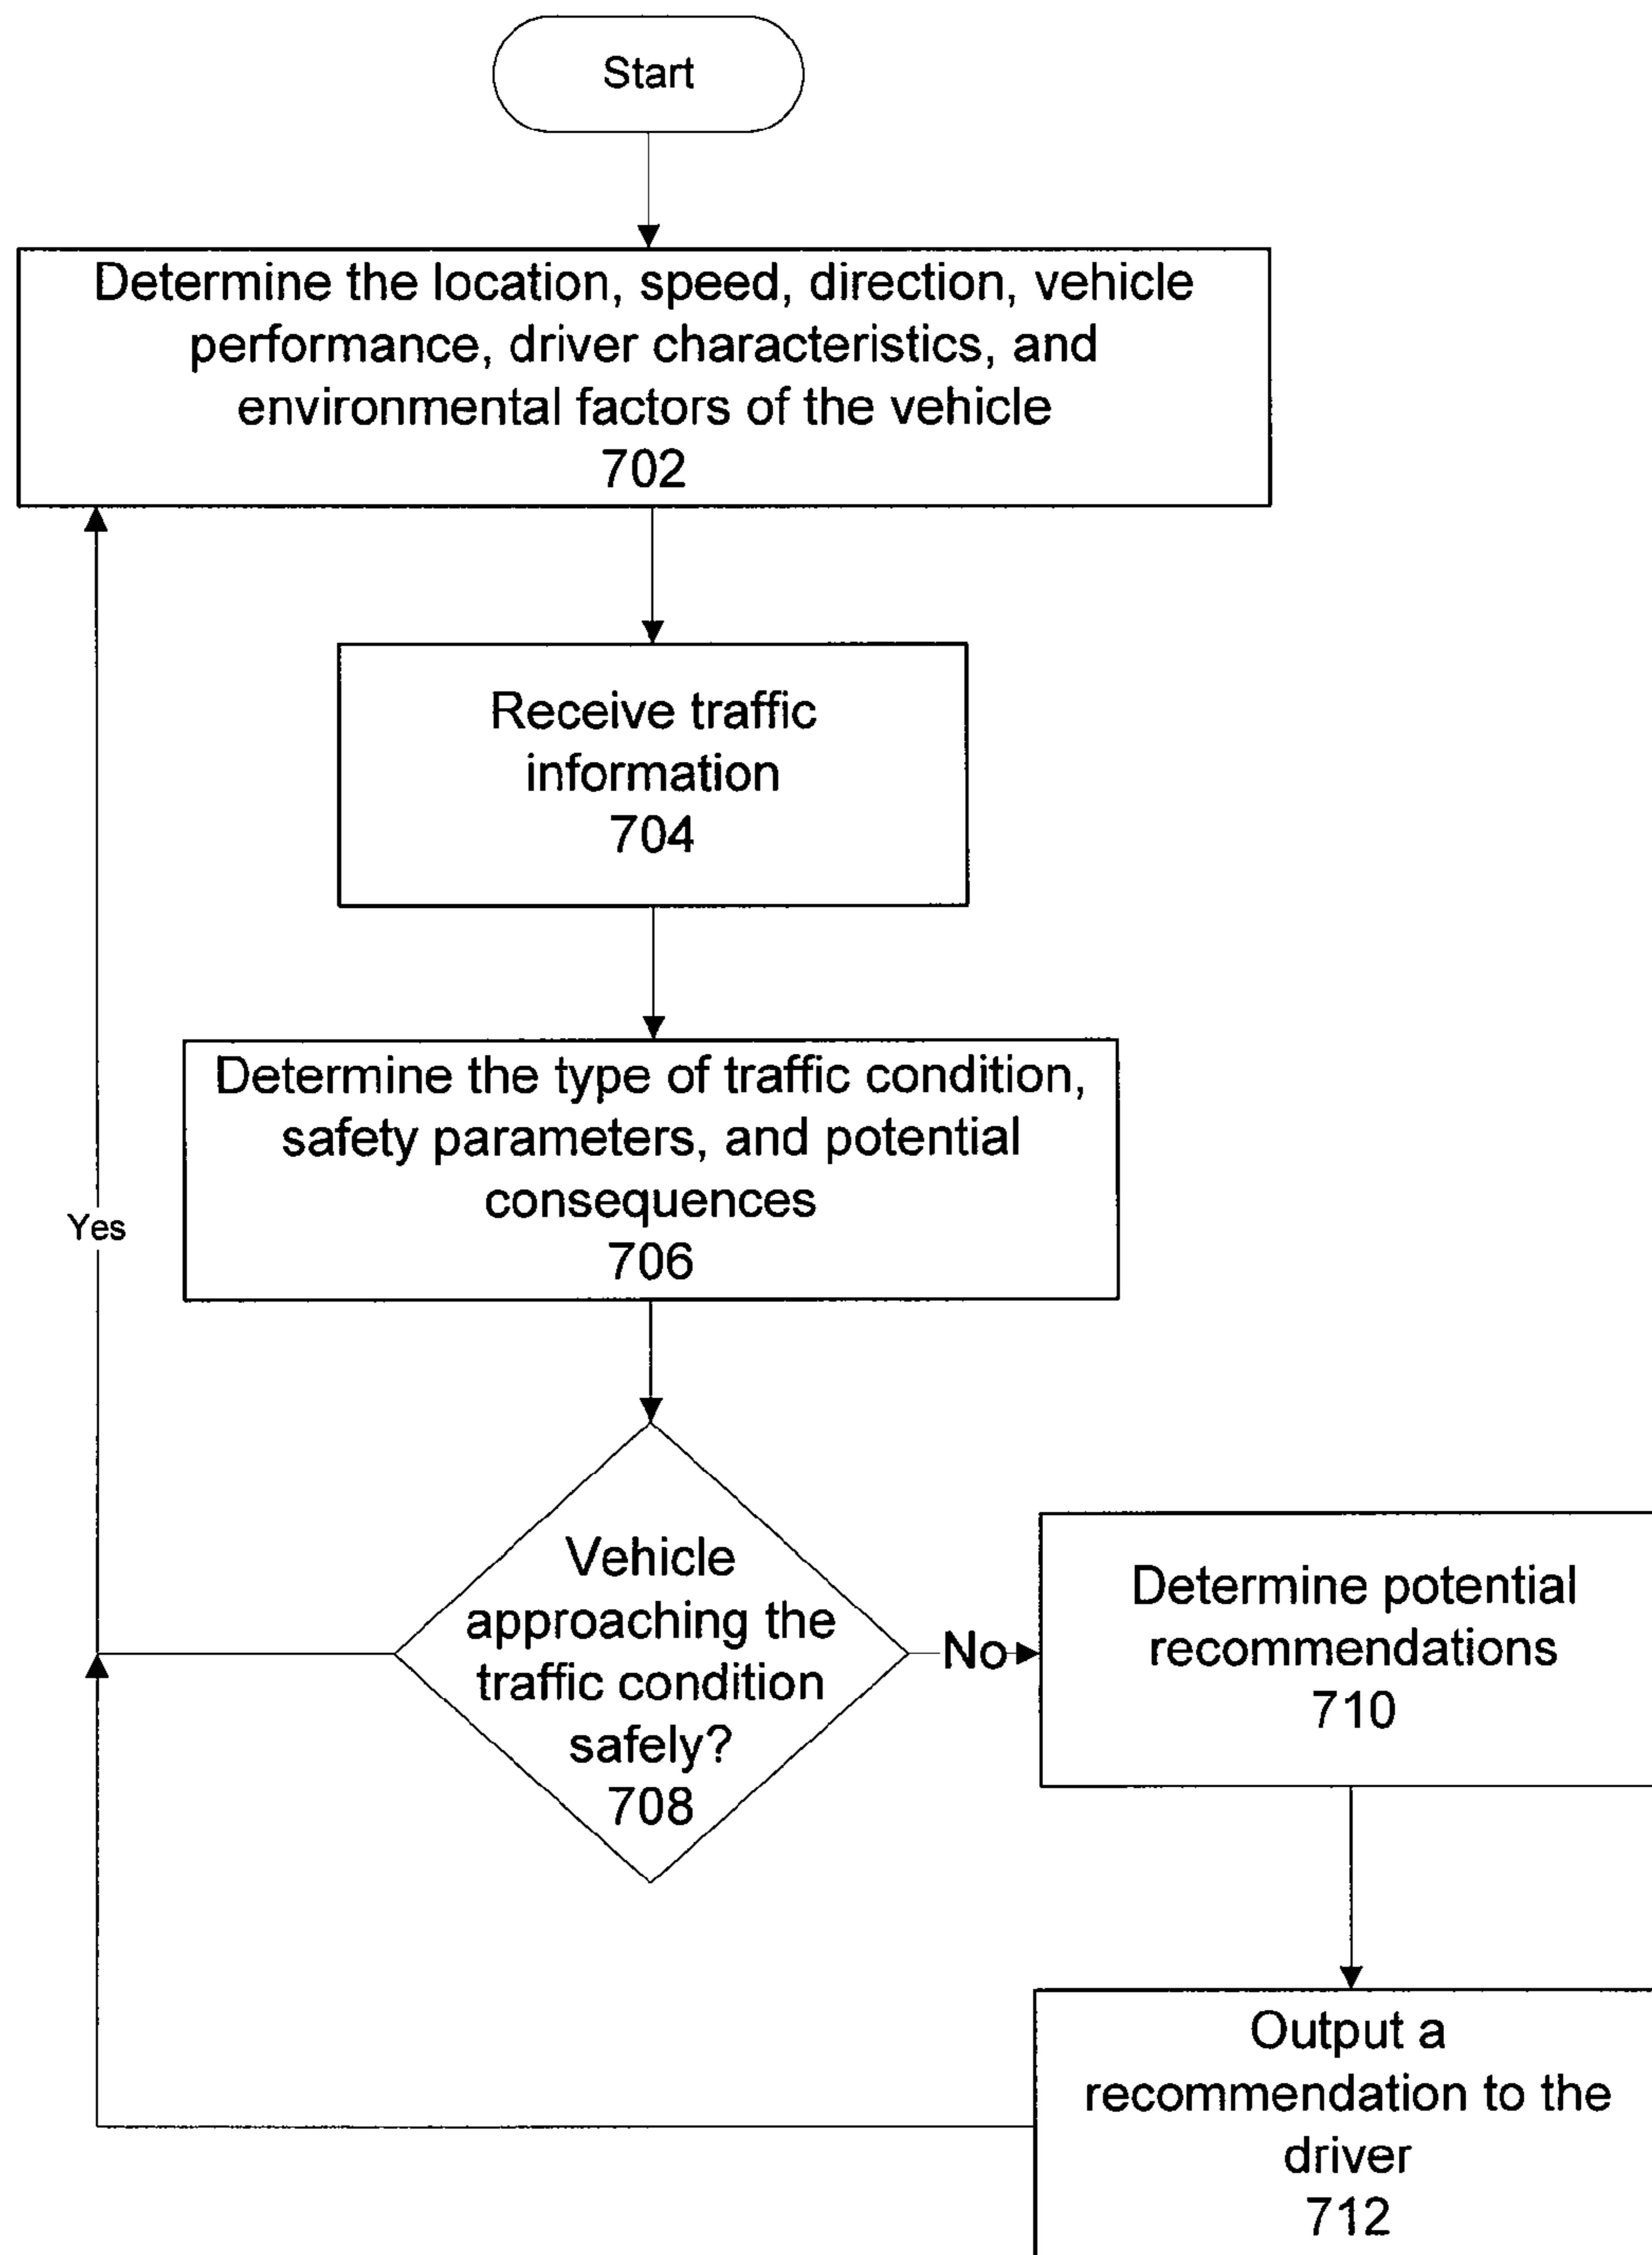 Start
Determine the location, speed, direction, vehicle
performance, driver characteristics, and
environmental factors of the vehicle
702
Receive traffic
information
704
Determine the type of traffic condition,
safety parameters, and potential
consequences
706
Yes
Vehicle
approaching the
traffic condition
safely?
708
No
Determine potential
recommendations
710
Output a
recommendation to the
driver
712